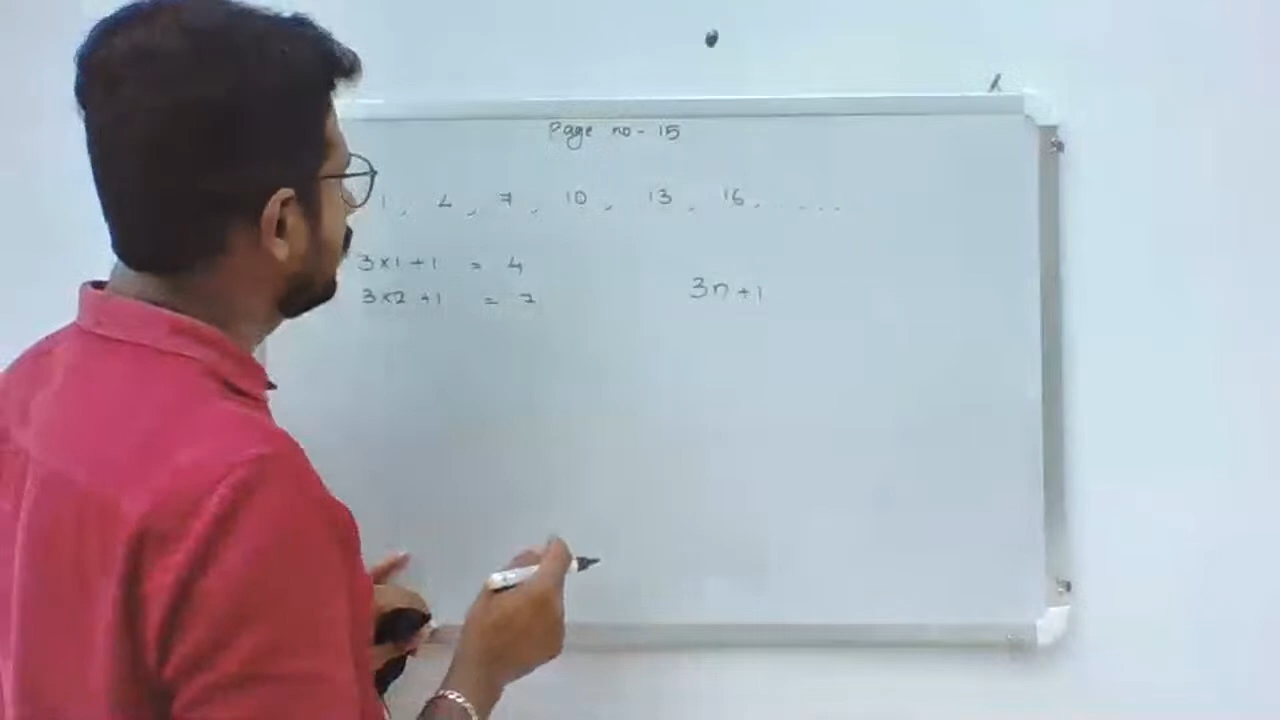 Page no - 15
1, 4, 7, 10, 13, 16, .....
3×1+1 = 4
3×2+1 = 7
3n+1